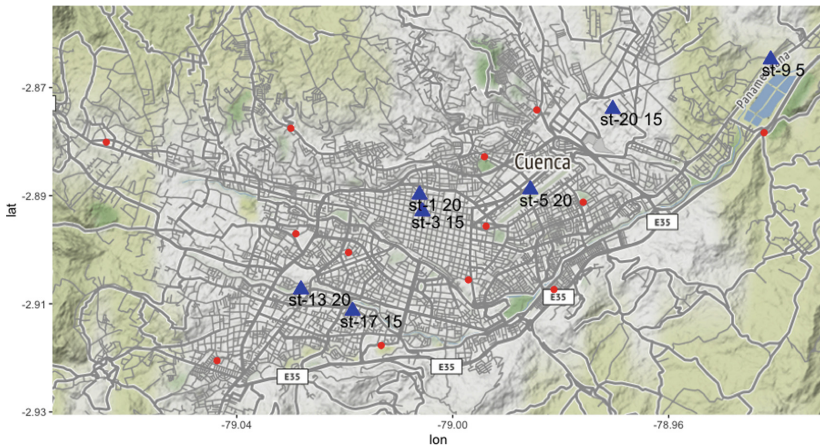 -2.87
-2.89
-2.91
-2.93
lat
Panamericana
st-9 5
st-20 15
Cuenca
st-5 20
st-1 20
st-3 15
E35
E35
st-13 20
st-17 15
E35
E35
-79.04
-79.00
-78.96
lon